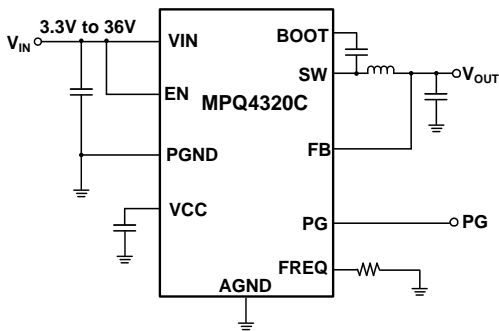 3.3V to 36V
VIN
VIN
BOOT
SW
VOUT
EN
MPQ4320C
PGND
FB
VCC
PG
PG
FREQ
AGND